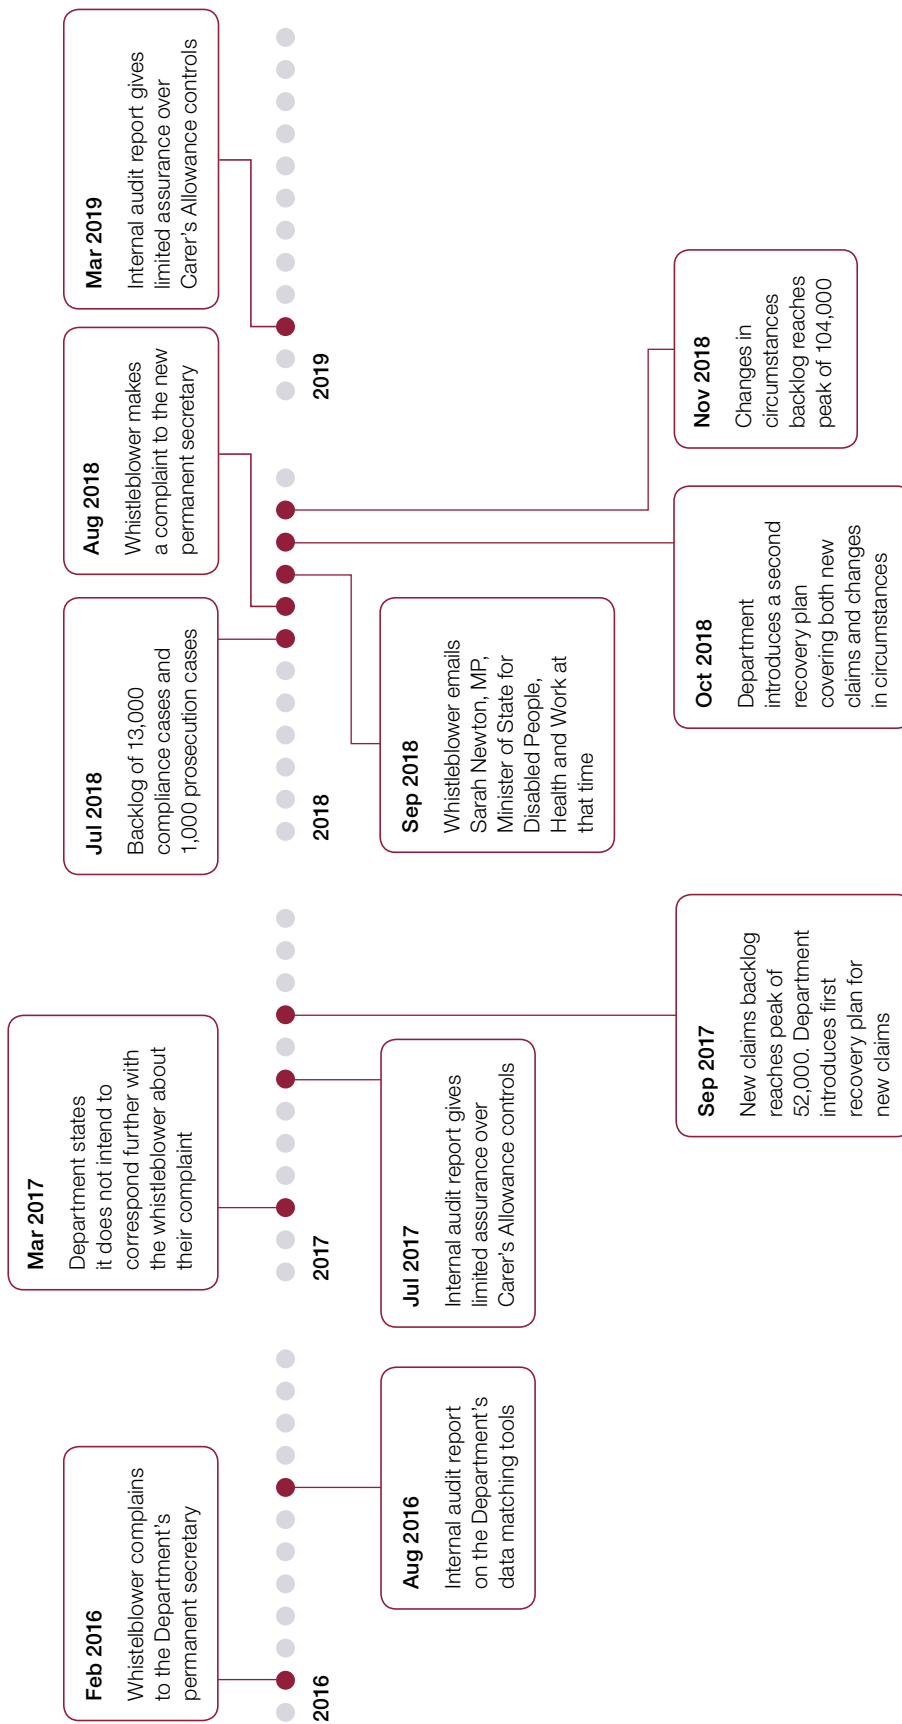 Feb 2016
Whistelblower complains
to the Department's
permanent secretary
Aug 2016
Internal audit report
on the Department's
data matching tools
2016
Mar 2017
Department states
it does not intend to
correspond further with
the whistleblower about
their complaint
Jul 2017
Internal audit report gives
limited assurance over
Carer's Allowance controls
Sep 2017
New claims backlog
reaches peak of
52,000. Department
introduces first
recovery plan for
new claims
2017
Jul 2018
Backlog of 13,000
compliance cases and
1,000 prosecution cases
Aug 2018
Whistleblower makes
a complaint to the new
permanent secretary
Sep 2018
Whistleblower emails
Sarah Newton, MP,
Minister of State for
Disabled People,
Health and Work at
that time
Oct 2018
Department
introduces a second
recovery plan
covering both new
claims and changes
in circumstances
Nov 2018
Changes in
circumstances
backlog reaches
peak of 104,000
2018
Mar 2019
Internal audit report gives
limited assurance over
Carer's Allowance controls
2019